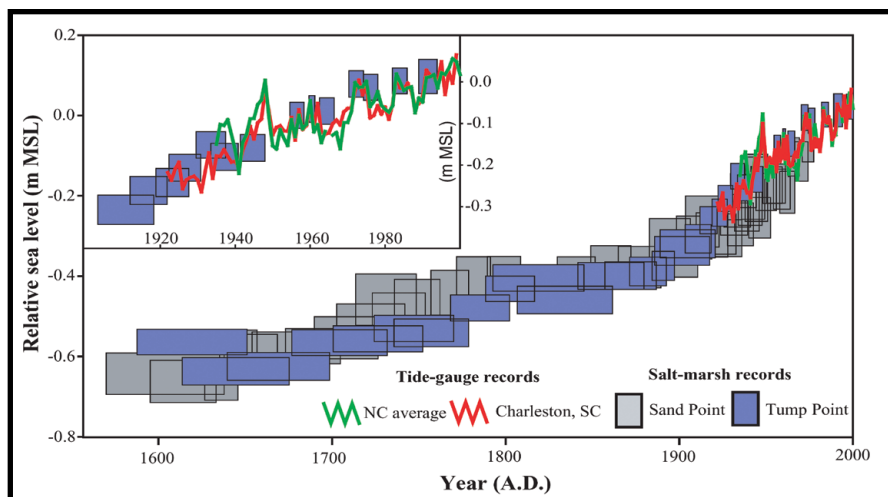 0.2
0.0
-0.2
-0.4
-0.6
-0.8
Relative sea level (m MSL)
0.0
-0.1
-0.2
-0.3
(m MSL)
1920 1940 1960 1980
Tide-gauge records
Salt-marsh records
NC average
Charleston, SC
Sand Point
Tump Point
1600 1700 1800 1900 2000
Year (A.D.)